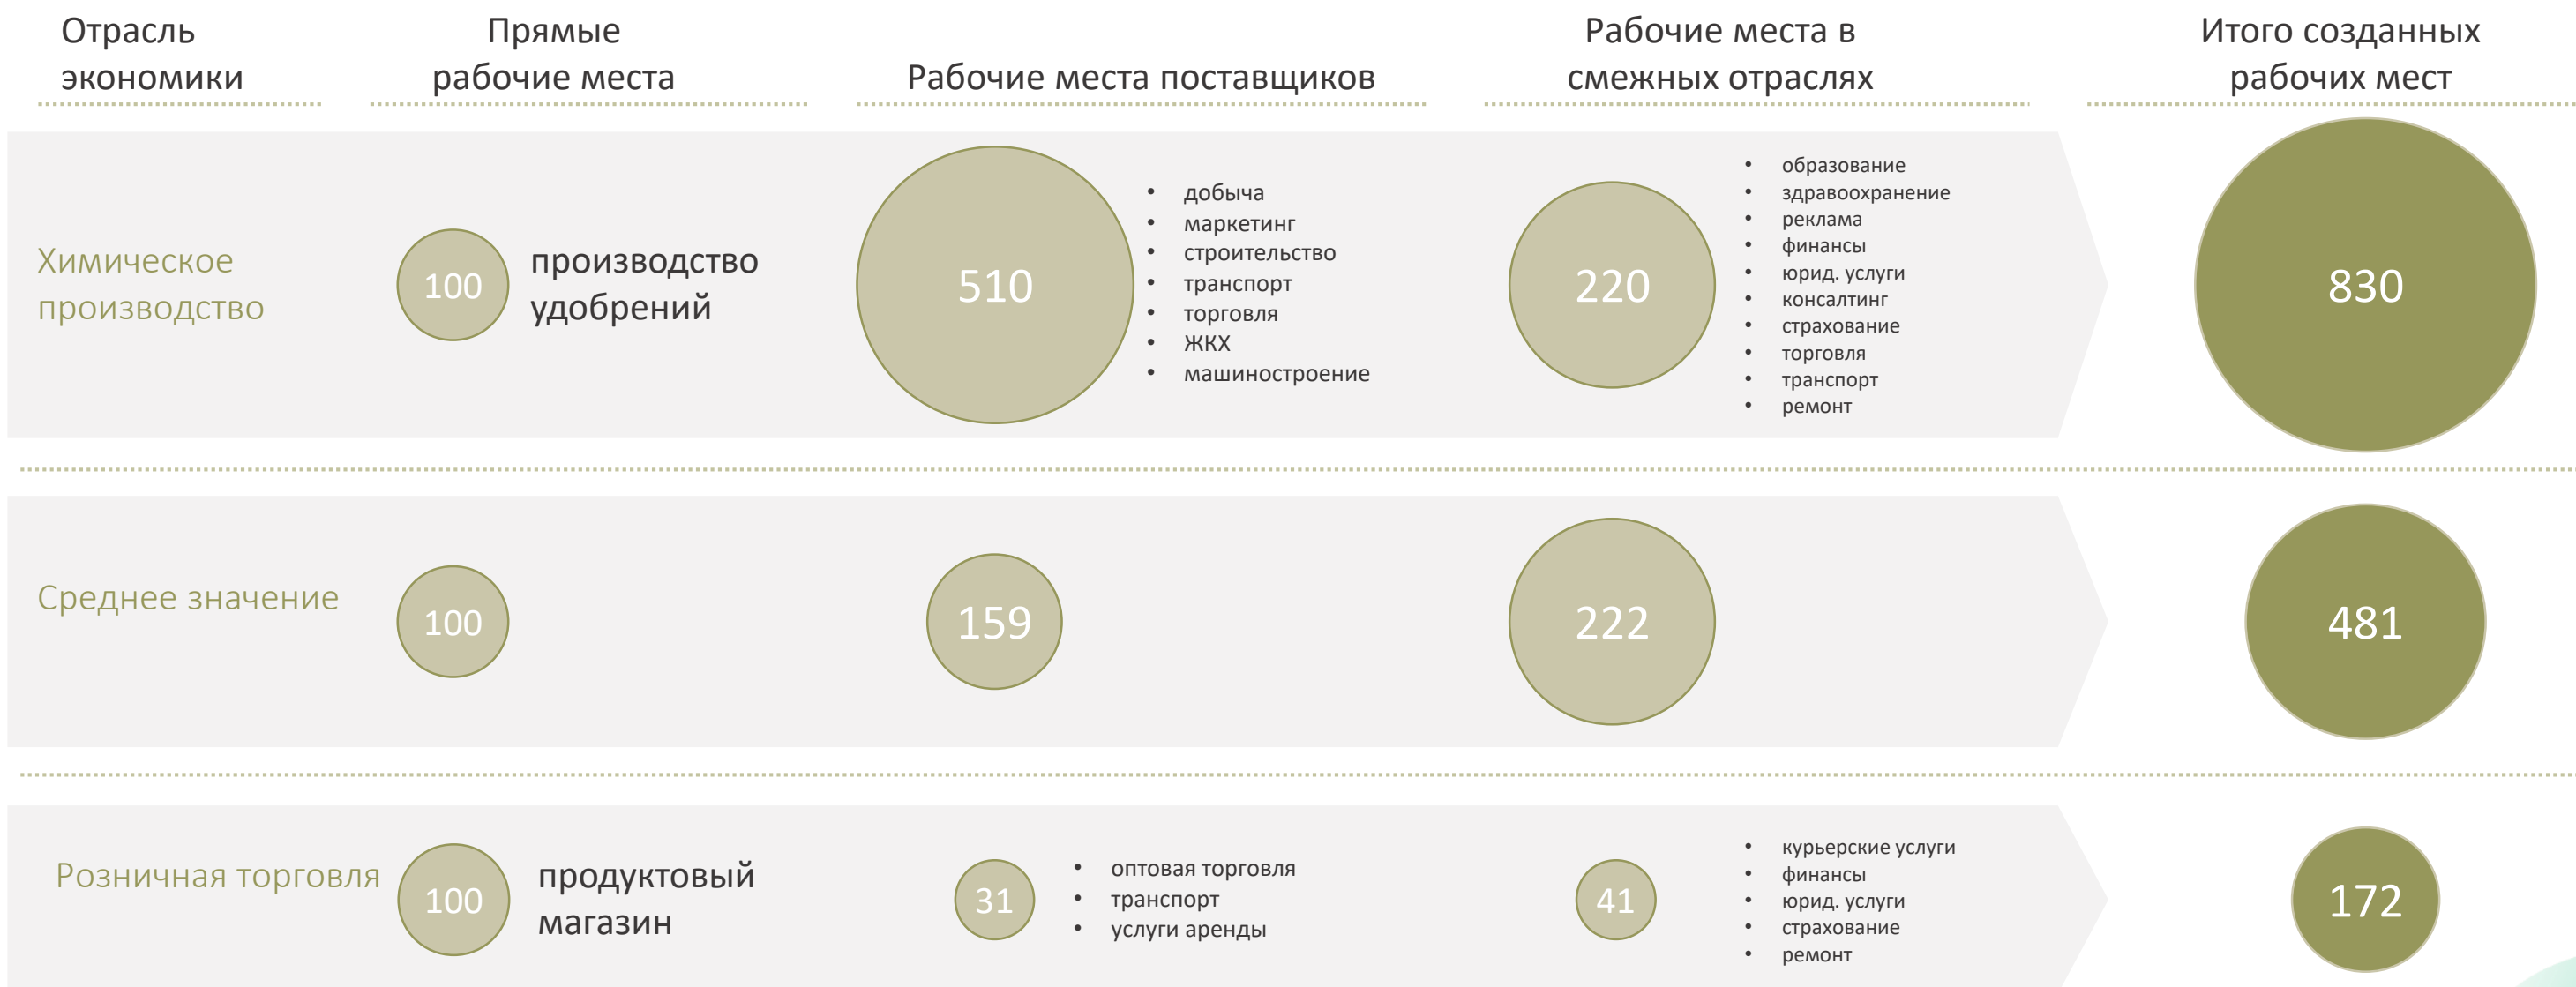 Отрасль
экономики
Прямые
рабочие места
Рабочие места поставщиков
Рабочие места в
смежных отраслях
Итого созданных
рабочих мест
Химическое
производство
100
производство
удобрений
510
• добыча
• маркетинг
• строительство
• транспорт
• торговля
• ЖКХ
• машиностроение
220
• образование
• здравоохранение
• реклама
• финансы
• юрид. услуги
• консалтинг
• страхование
• торговля
• транспорт
• ремонт
830
Среднее значение
100
159
222
481
Розничная торговля
100
продуктовый
магазин
31
• оптовая торговля
• транспорт
• услуги аренды
41
• курьерские услуги
• финансы
• юрид. услуги
• страхование
• ремонт
172